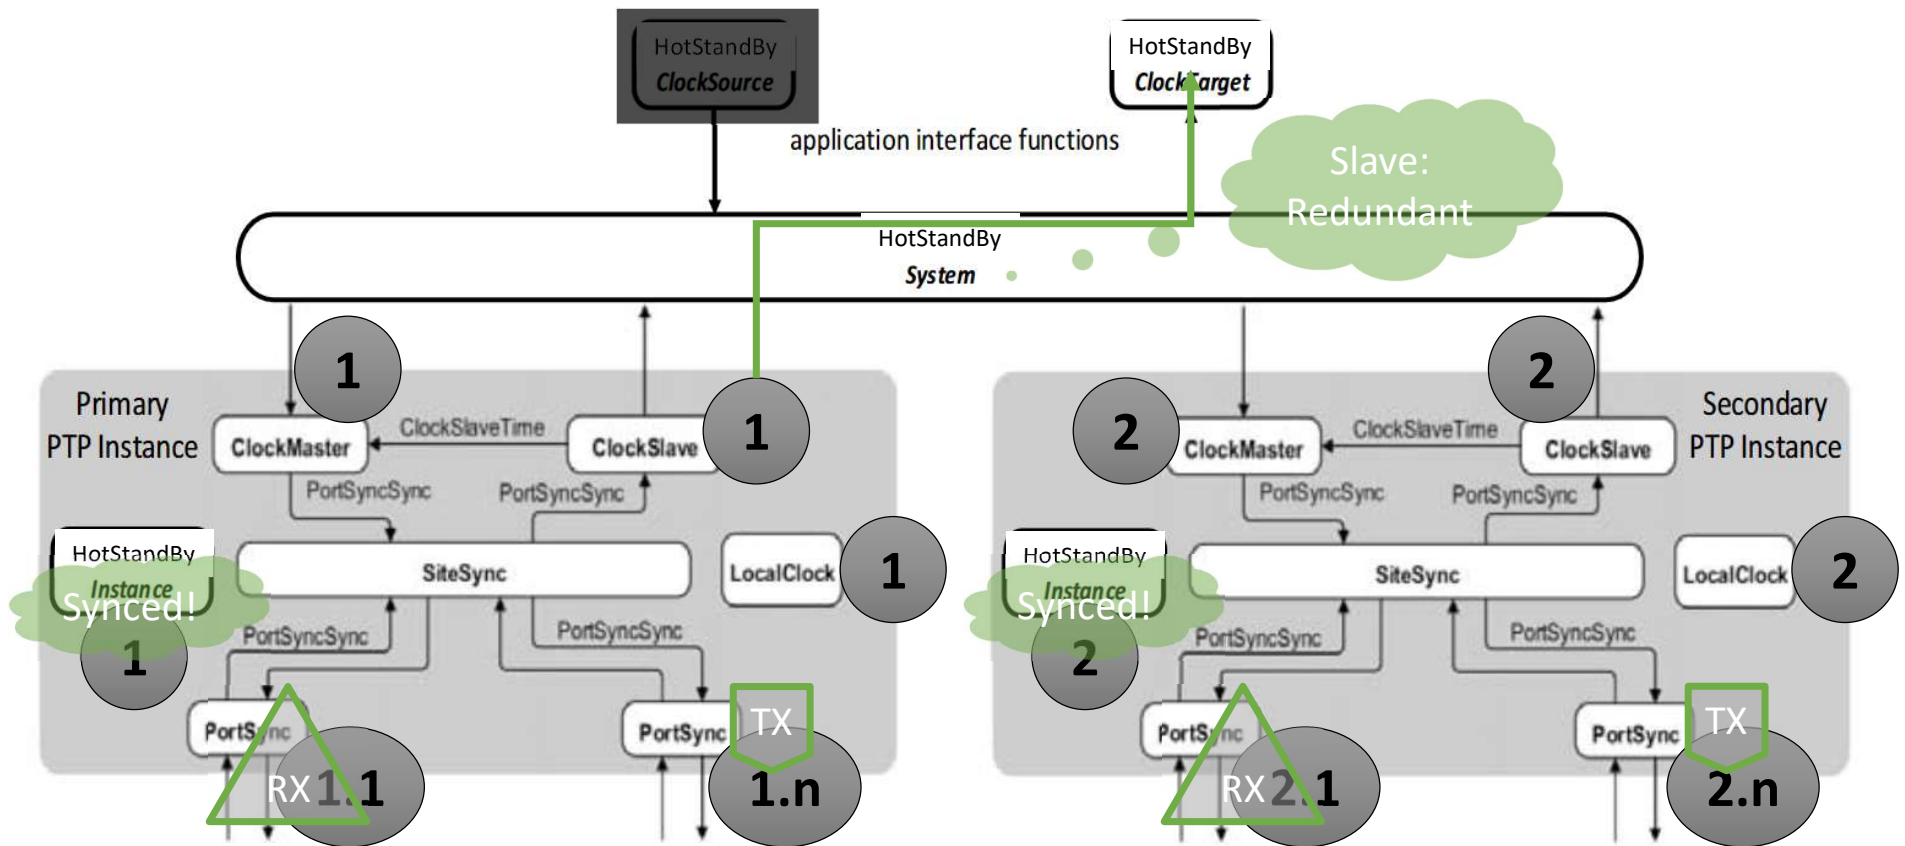 HotStandBy
ClockSource
HotStandBy
ClockTarget
application interface functions
Slave:
Redundant
HotStandBy
System
1
2
Primary
PTP Instance
ClockMaster
ClockSlaveTime
ClockSlave
1
2
ClockMaster
ClockSlaveTime
ClockSlave
Secondary
PTP Instance
PortSyncSync
PortSyncSync
PortSyncSync
PortSyncSync
HotStandBy
Instance
Synced!
1
SiteSync
LocalClock
1
HotStandBy
Instance
Synced!
2
SiteSync
LocalClock
2
PortSyncSync
PortSyncSync
PortSyncSync
PortSyncSync
PortSync
RX
1.1
PortSync
TX
1.n
PortSync
RX
2.1
PortSync
TX
2.n